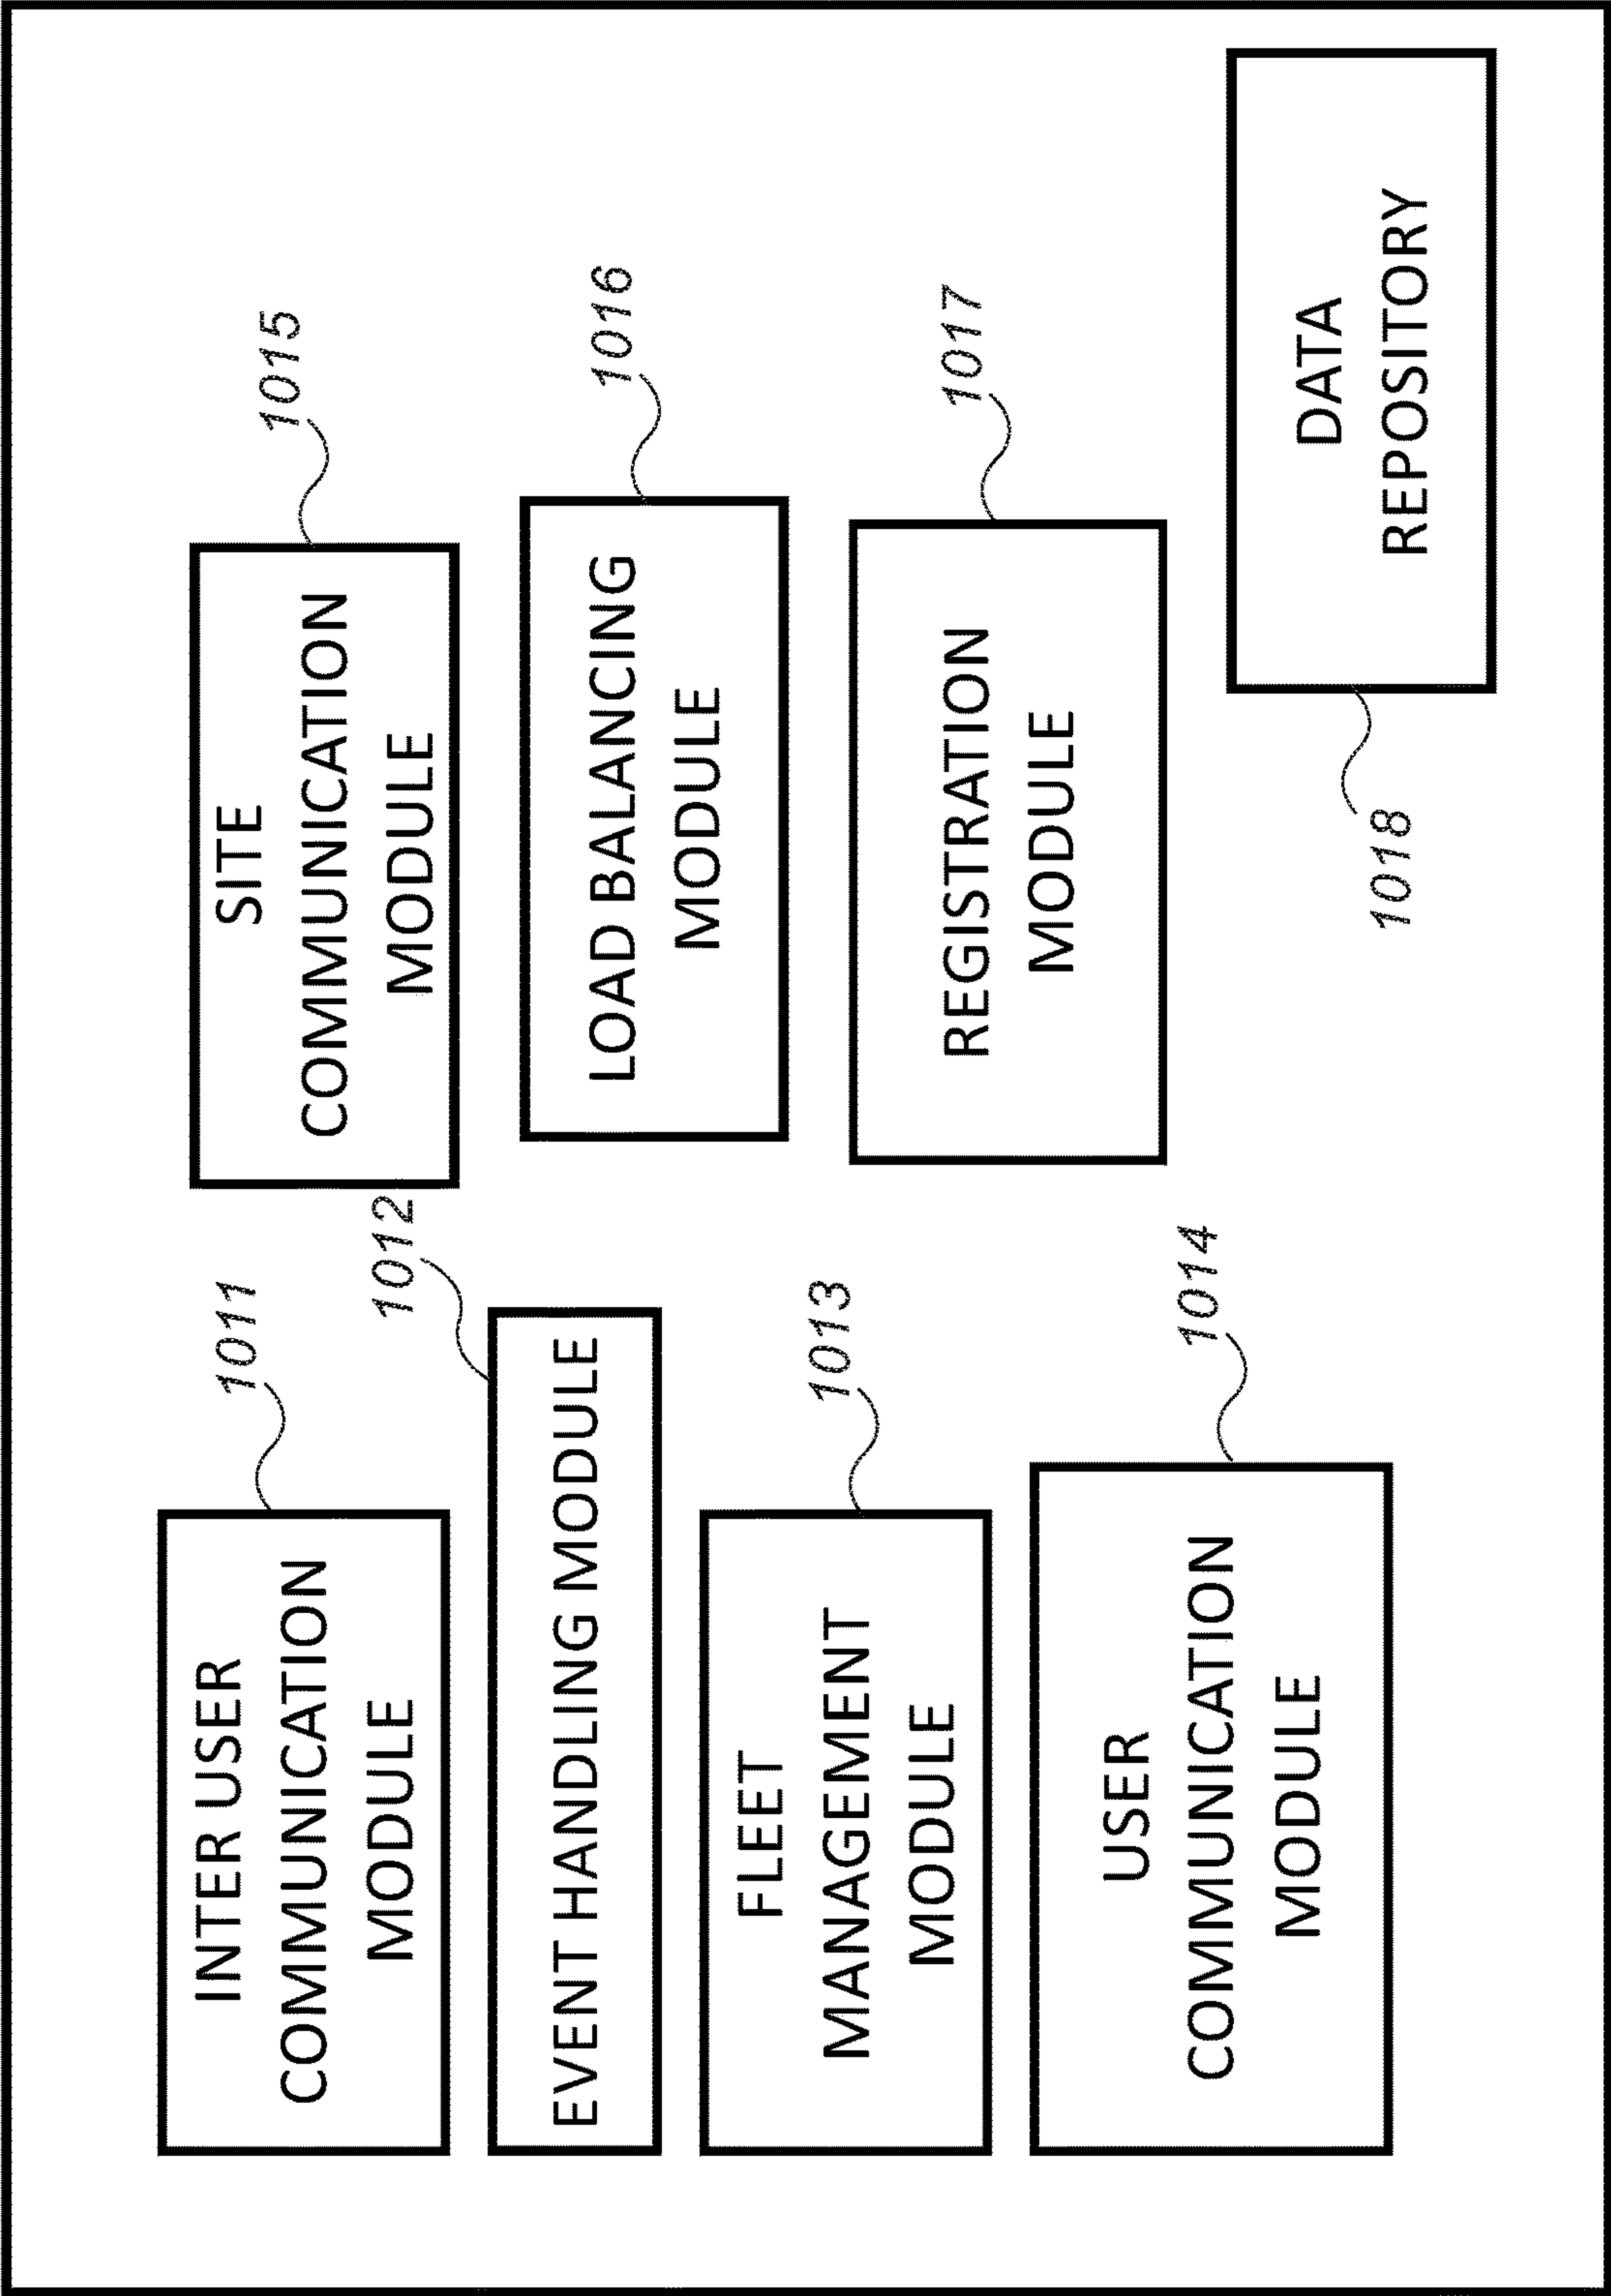 1011
INTER USER
COMMUNICATION
MODULE
1012
EVENT HANDLING MODULE
1013
FLEET
MANAGEMENT
MODULE
1014
USER
COMMUNICATION
MODULE
1015
SITE
COMMUNICATION
MODULE
1016
LOAD BALANCING
MODULE
1017
REGISTRATION
MODULE
1018
DATA
REPOSITORY